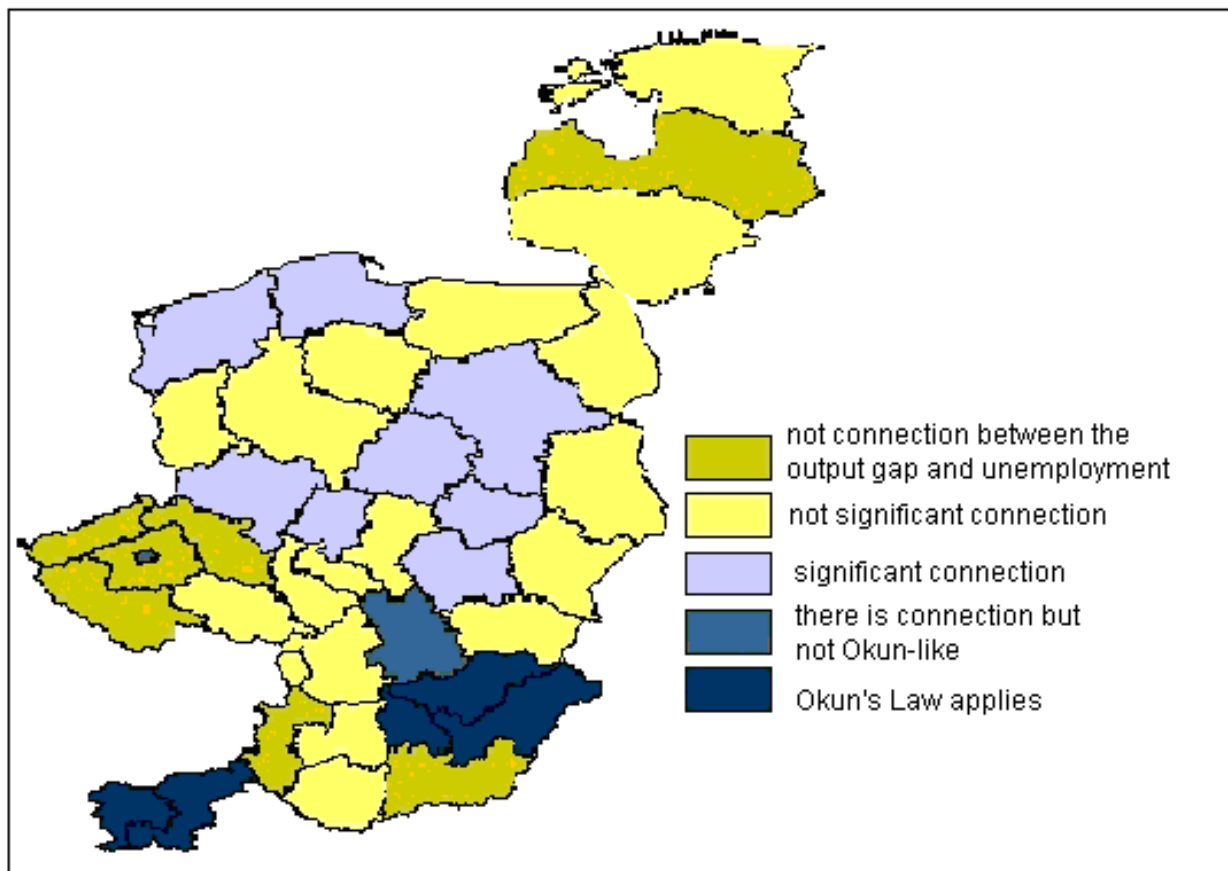 not connection between the
output gap and unemployment
not significant connection
significant connection
there is connection but
not Okun-like
Okun's Law applies